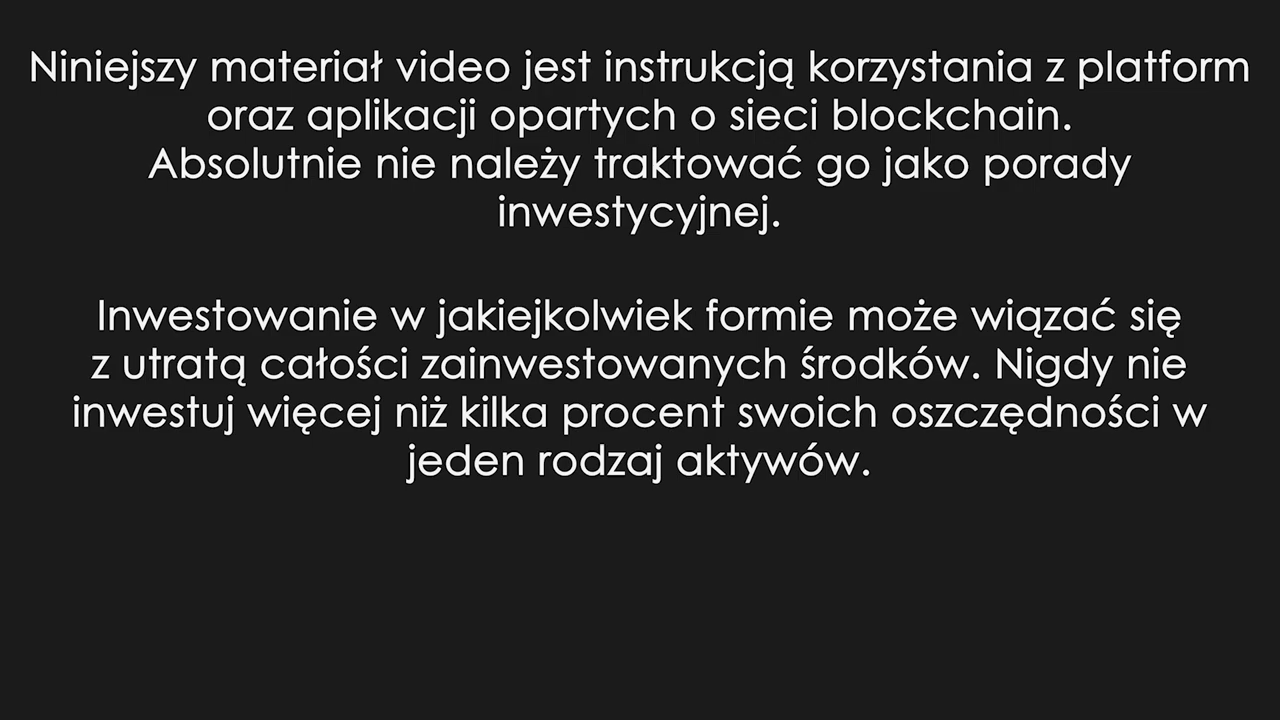 Niniejszy materiał video jest instrukcją korzystania z platform
oraz aplikacji opartych o sieci blockchain.
Absolutnie nie należy traktować go jako porady
inwestycyjnej.
Inwestowanie w jakiejkolwiek formie może wiązać się
z utratą całości zainwestowanych środków. Nigdy nie
inwestuj więcej niż kilka procent swoich oszczędności w
jeden rodzaj aktywów.